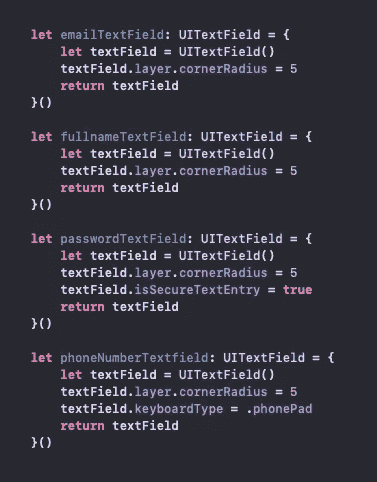 let emailTextField: UITextField = {
    let textField = UITextField()
    textField.layer.cornerRadius = 5
    return textField
}()

let fullnameTextField: UITextField = {
    let textField = UITextField()
    textField.layer.cornerRadius = 5
    return textField
}()

let passwordTextField: UITextField = {
    let textField = UITextField()
    textField.layer.cornerRadius = 5
    textField.isSecureTextEntry = true
    return textField
}()

let phoneNumberTextfield: UITextField = {
    let textField = UITextField()
    textField.layer.cornerRadius = 5
    textField.keyboardType = .phonePad
    return textField
}()